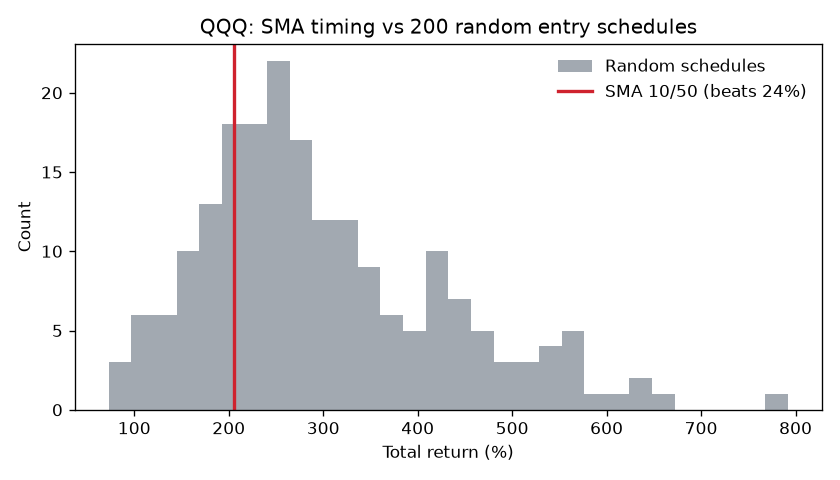 QQQ: SMA timing vs 200 random entry schedules
Random schedules
SMA 10/50 (beats 24%)
20
15
10
5
0
Count
100 200 300 400 500 600 700 800
Total return (%)